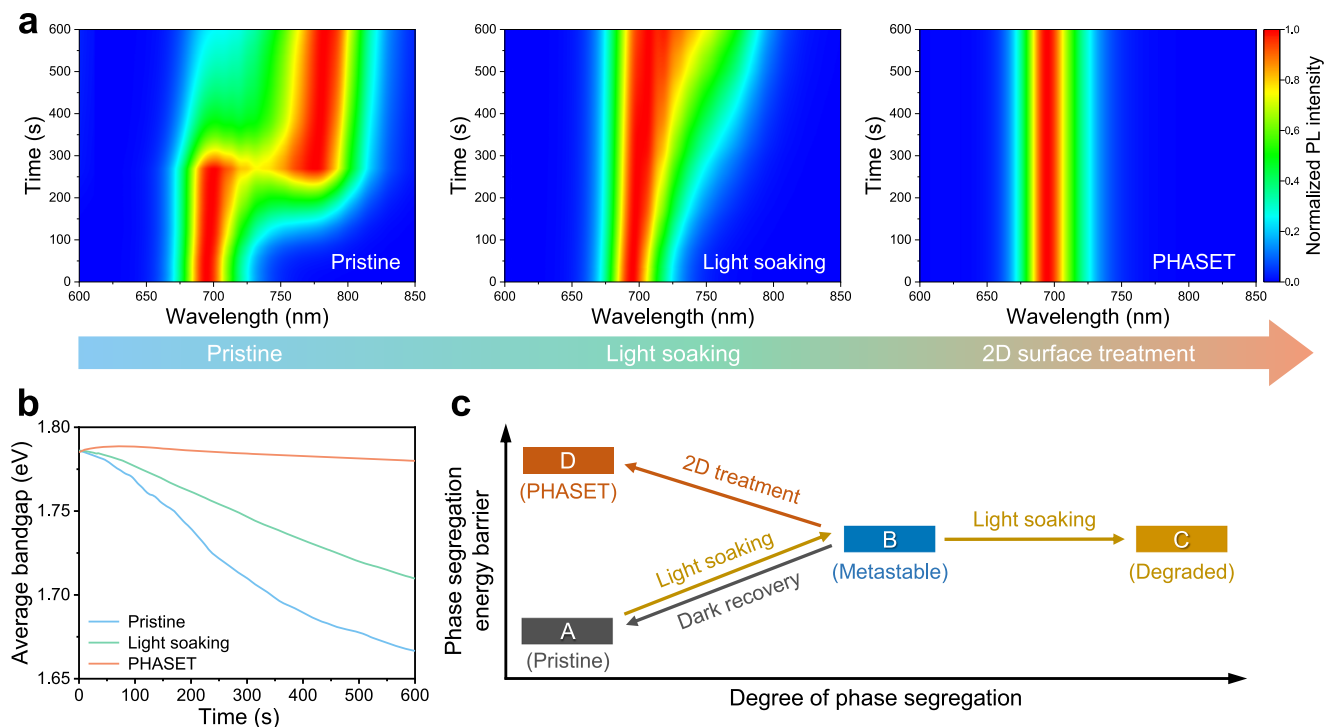 a
600
500
400
300
200
100
0
Time (s)
Pristine
600 650 700 750 800 850
Wavelength (nm)
600
500
400
300
200
100
0
Time (s)
Light soaking
600 650 700 750 800 850
Wavelength (nm)
600
500
400
300
200
100
0
Time (s)
PHASET
600 650 700 750 800 850
Wavelength (nm)
1.0
0.8
0.6
0.4
0.2
0.0
Normalized PL intensity
Pristine Light soaking 2D surface treatment
b
1.80
1.75
1.70
1.65
Average bandgap (eV)
Pristine
Light soaking
PHASET
0 100 200 300 400 500 600
Time (s)
c
Phase segregation
energy barrier
D
(PHASET)
2D treatment
Light soaking
Dark recovery
B
(Metastable)
Light soaking
C
(Degraded)
A
(Pristine)
Degree of phase segregation